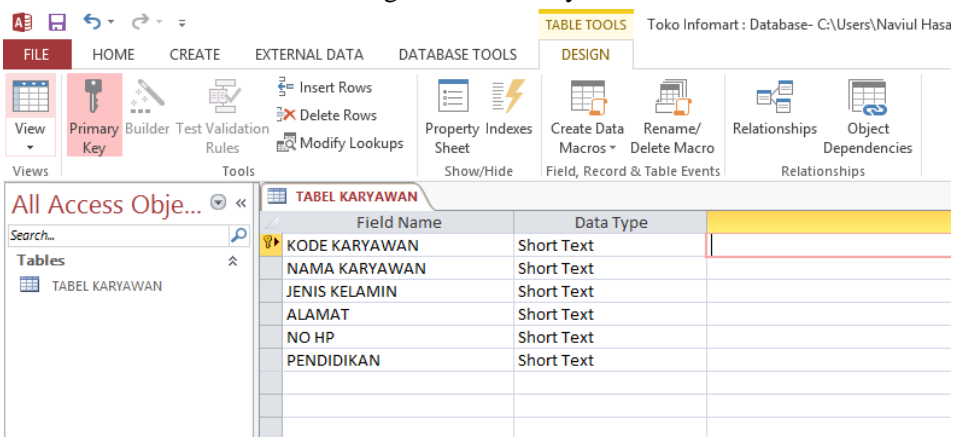 TABLE TOOLS Toko Infomart : Database- C:\Users\Naviul Hasa
FILE HOME CREATE EXTERNAL DATA DATABASE TOOLS DESIGN
View
Primary Key
Builder
Test Validation Rules
Insert Rows
Delete Rows
Modify Lookups
Property Sheet
Indexes
Create Data Macros
Rename/ Delete Macro
Relationships
Object Dependencies
Views Tools Show/Hide Field, Record & Table Events Relationships
All Access Obje... «
Search...
Tables
TABEL KARYAWAN
TABEL KARYAWAN
Field Name Data Type
KODE KARYAWAN Short Text
NAMA KARYAWAN Short Text
JENIS KELAMIN Short Text
ALAMAT Short Text
NO HP Short Text
PENDIDIKAN Short Text